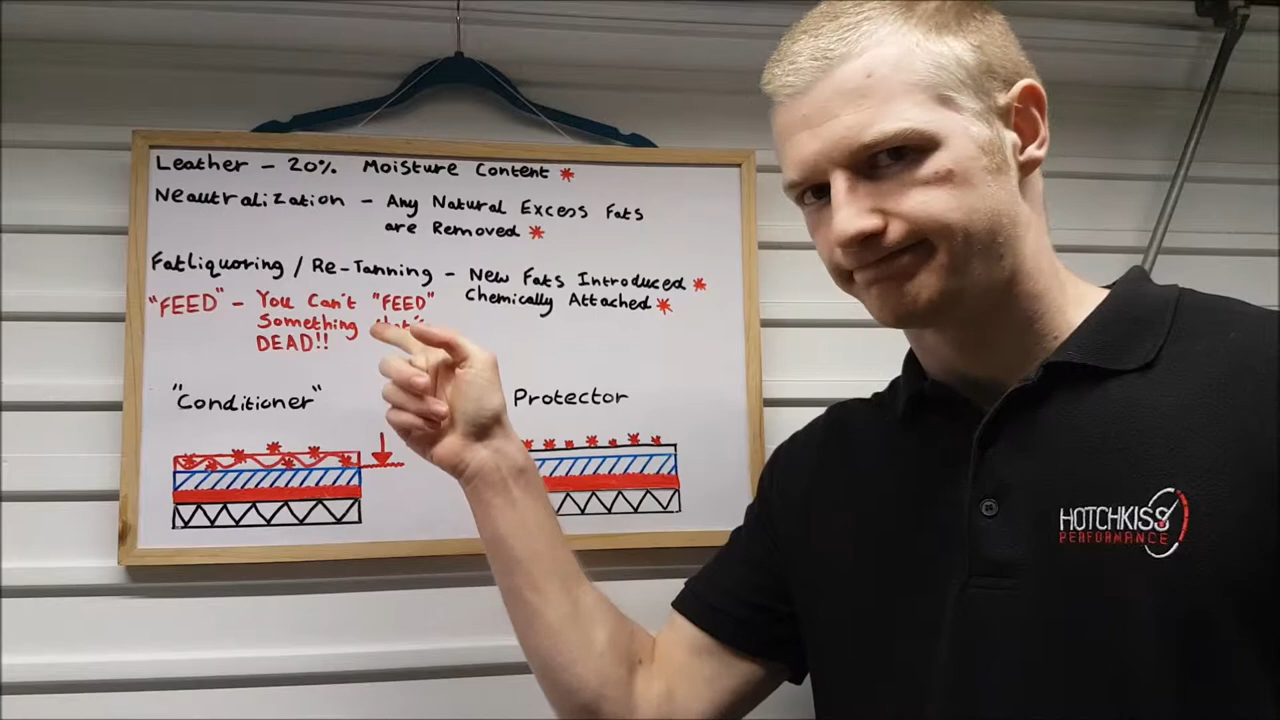 Leather - 20% Moisture Content *
Neautralization - Any Natural Excess Fats
are Removed *
Fatliquoring / Re-Tanning - New Fats Introduced *
Chemically Attached *
"FEED" - You Can't "FEED"
Something
DEAD!!
"Conditioner"
Protector
HOTCHKISS
PERFORMANCE